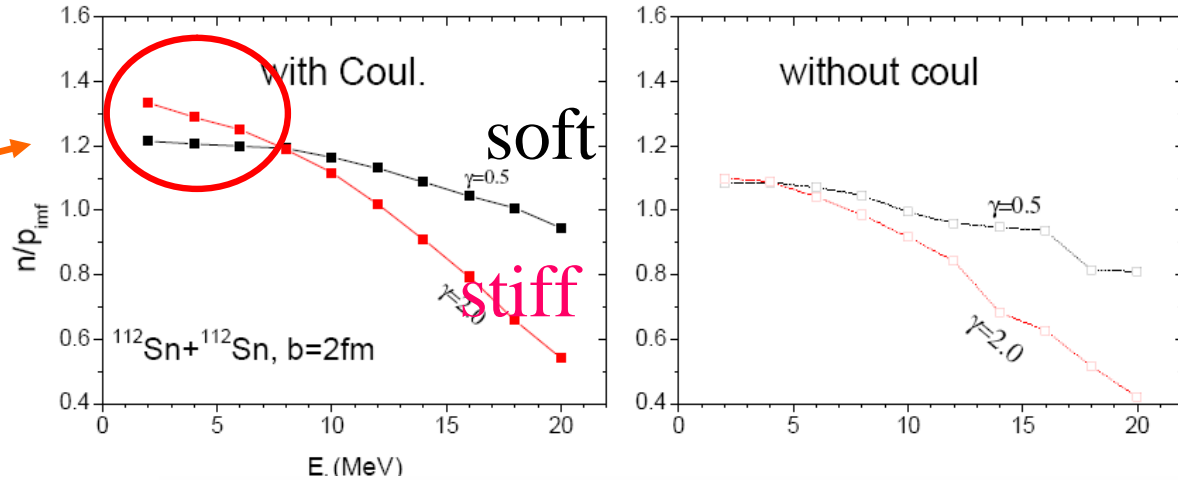 with Coul.
without coul
soft
γ=0.5
γ=0.5
stiff
γ=2.0
γ=2.0
¹¹²Sn+¹¹²Sn, b=2fm
n/p_imf
1.6
1.4
1.2
1.0
0.8
0.6
0.4
0 5 10 15 20
E (MeV)
1.6
1.4
1.2
1.0
0.8
0.6
0.4
0 5 10 15 20